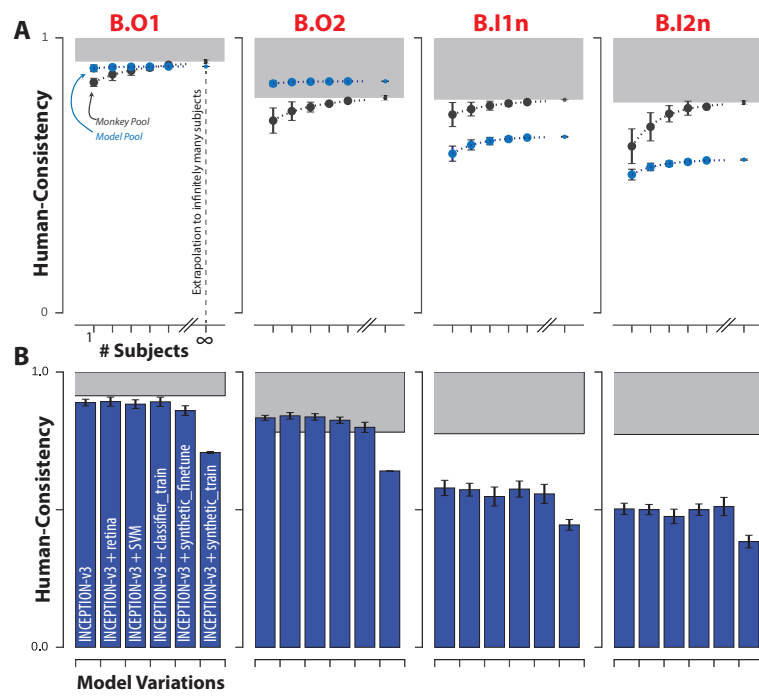 A
B.O1
B.O2
B.I1n
B.I2n
1
Human-Consistency
0
Monkey Pool
Model Pool
Extrapolation to infinitely many subjects
1
∞
# Subjects
B
1.0
Human-Consistency
0.0
INCEPTION-v3
INCEPTION-v3 + retina
INCEPTION-v3 + SVM
INCEPTION-v3 + classifier_train
INCEPTION-v3 + synthetic_finetune
INCEPTION-v3 + synthetic_train
Model Variations